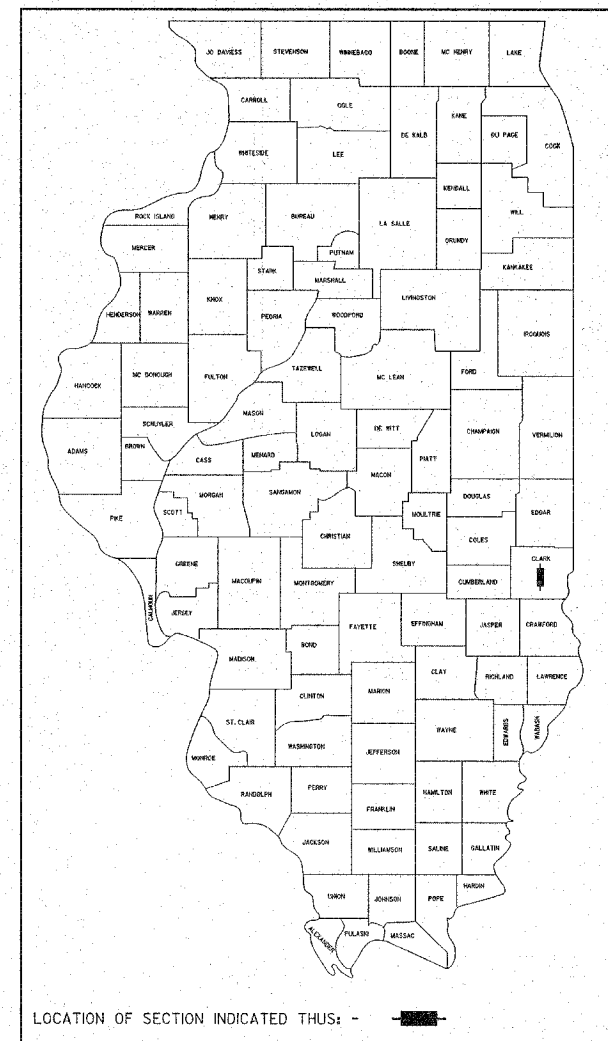 JO DAVIESS STEVENSON WINNEBAGO BOONE MC HENRY LAKE
CARROLL OGLE DE KALB KANE DU PAGE COOK
WHITESIDE LEE KENDALL WILL
ROCK ISLAND HENRY BUREAU LA SALLE GRUNDY
MERCER PUTNAM KANKAKEE
STARK MARSHALL LIVINGSTON
HENDERSON WARREN KNOX PEORIA WOODFORD IROQUOIS
HANCOCK MC DONOUGH FULTON TAZEWELL MC LEAN FORD
MASON
SCHUYLER LOGAN DE WITT CHAMPAIGN VERMILION
ADAMS BROWN CASS MENARD MACON PIATT
PIKE SCOTT MORGAN SANGAMON MOULTRIE DOUGLAS EDGAR
CHRISTIAN COLES
GREENE MACOUPIN MONTGOMERY SHELBY CUMBERLAND CLARK
CALHOUN JERSEY FAYETTE EFFINGHAM JASPER CRAWFORD
MADISON BOND
CLINTON MARION CLAY RICHLAND LAWRENCE
ST. CLAIR WASHINGTON WAYNE EDWARDS WABASH
MONROE JEFFERSON
RANDOLPH PERRY HAMILTON WHITE
FRANKLIN
JACKSON WILLIAMSON SALINE GALLATIN
UNION JOHNSON POPE HARDIN
ALEXANDER PULASKI MASSAC
LOCATION OF SECTION INDICATED THUS: -